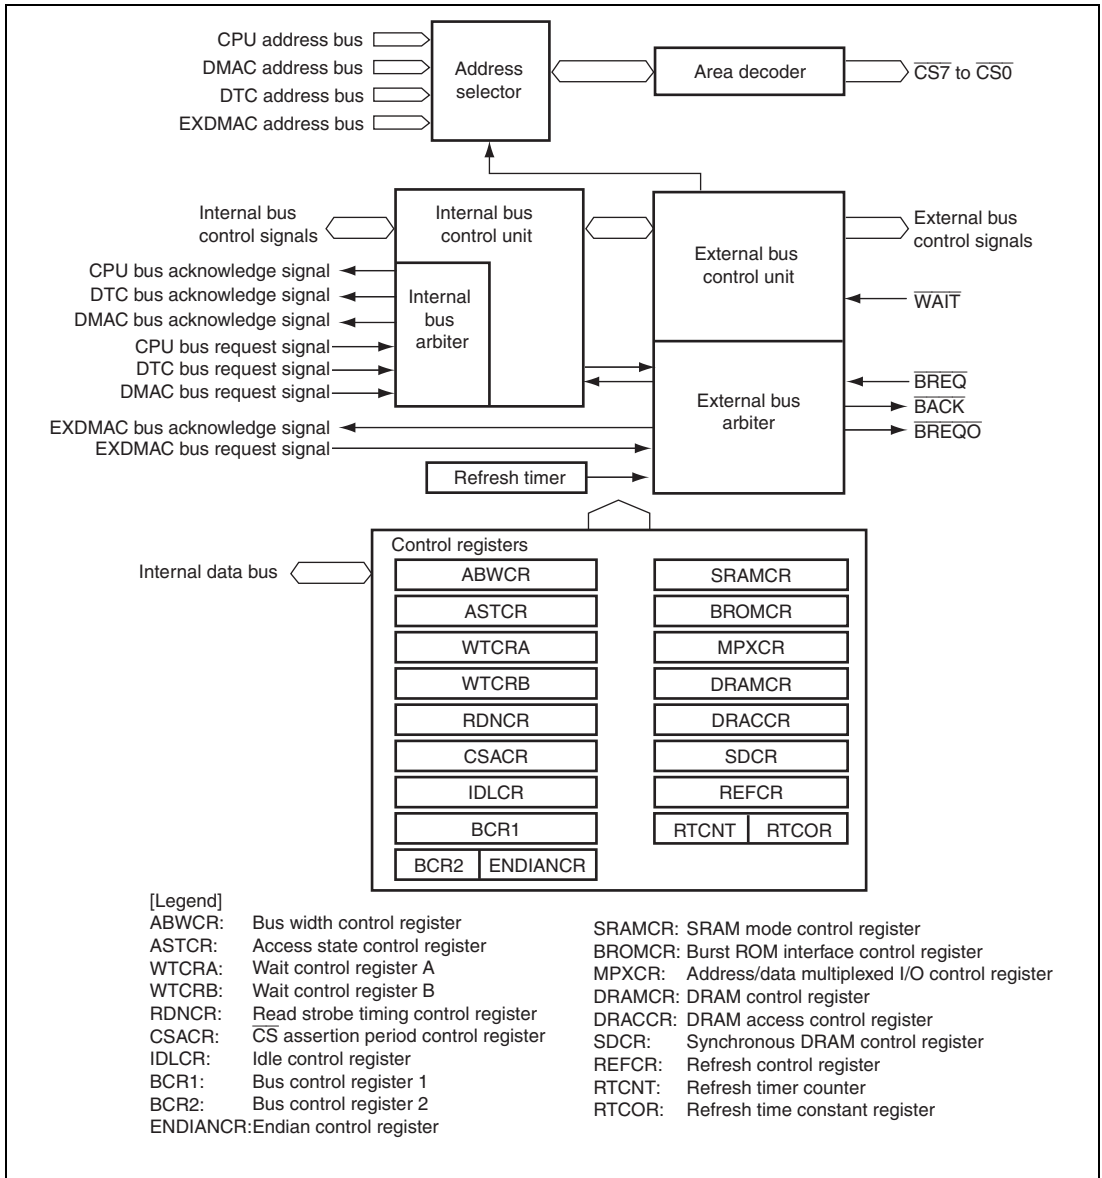 CPU address bus
DMAC address bus
DTC address bus
EXDMAC address bus
Address
selector
Area decoder
CS7 to CS0
Internal bus
control signals
Internal bus
control unit
External bus
control unit
External bus
control signals
CPU bus acknowledge signal
DTC bus acknowledge signal
DMAC bus acknowledge signal
CPU bus request signal
DTC bus request signal
DMAC bus request signal
Internal
bus
arbiter
WAIT
External bus
arbiter
BREQ
BACK
BREQO
EXDMAC bus acknowledge signal
EXDMAC bus request signal
Refresh timer
Internal data bus
Control registers
ABWCR
ASTCR
WTCRA
WTCRB
RDNCR
CSACR
IDLCR
BCR1
BCR2 ENDIANCR
SRAMCR
BROMCR
MPXCR
DRAMCR
DRACCR
SDCR
REFCR
RTCNT RTCOR
[Legend]
ABWCR: Bus width control register
ASTCR: Access state control register
WTCRA: Wait control register A
WTCRB: Wait control register B
RDNCR: Read strobe timing control register
CSACR: CS assertion period control register
IDLCR: Idle control register
BCR1: Bus control register 1
BCR2: Bus control register 2
ENDIANCR:Endian control register
SRAMCR: SRAM mode control register
BROMCR: Burst ROM interface control register
MPXCR: Address/data multiplexed I/O control register
DRAMCR: DRAM control register
DRACCR: DRAM access control register
SDCR: Synchronous DRAM control register
REFCR: Refresh control register
RTCNT: Refresh timer counter
RTCOR: Refresh time constant register